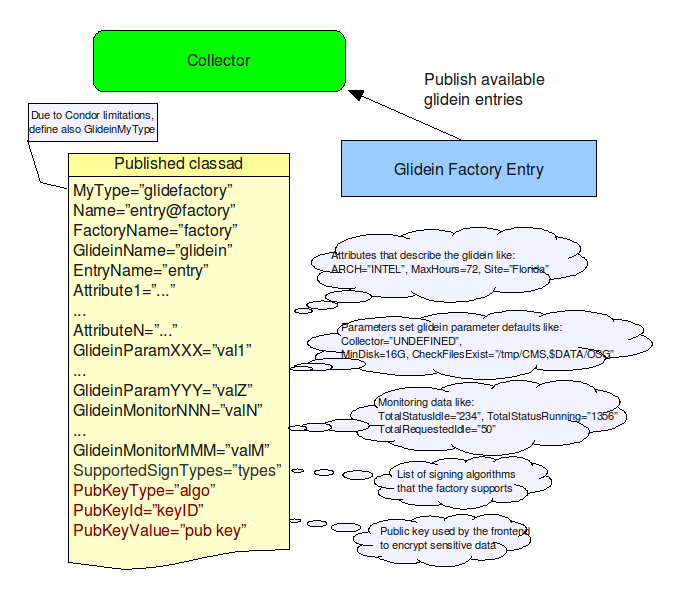 Collector
Publish available
glidein entries
Due to Condor limitations,
define also GlideinMyType
Published classad
Glidein Factory Entry
MyType=”glidefactory”
Name=”entry@factory”
FactoryName=”factory”
GlideinName=”glidein”
EntryName=”entry”
Attribute1=”...”
...
AttributeN=”...”
GlideinParamXXX=”val1”
...
GlideinParamYYY=”valZ”
GlideinMonitorNNN=”valN”
...
GlideinMonitorMMM=”valM”
SupportedSignTypes=”types”
PubKeyType=”algo”
PubKeyId=”keyID”
PubKeyValue=”pub key”
Attributes that describe the glidein like:
ARCH=”INTEL”, MaxHours=72, Site=”Florida”
Parameters set glidein parameter defaults like:
Collector=”UNDEFINED”,
MinDisk=16G, CheckFilesExist=”/tmp/CMS,$DATA/OSG”
Monitoring data like:
TotalStatusIdle=”234”, TotalStatusRunning=”1356”
TotalRequestedIdle=”50”
List of signing algorithms
that the factory supports
Public key used by the frontend
to encrypt sensitive data